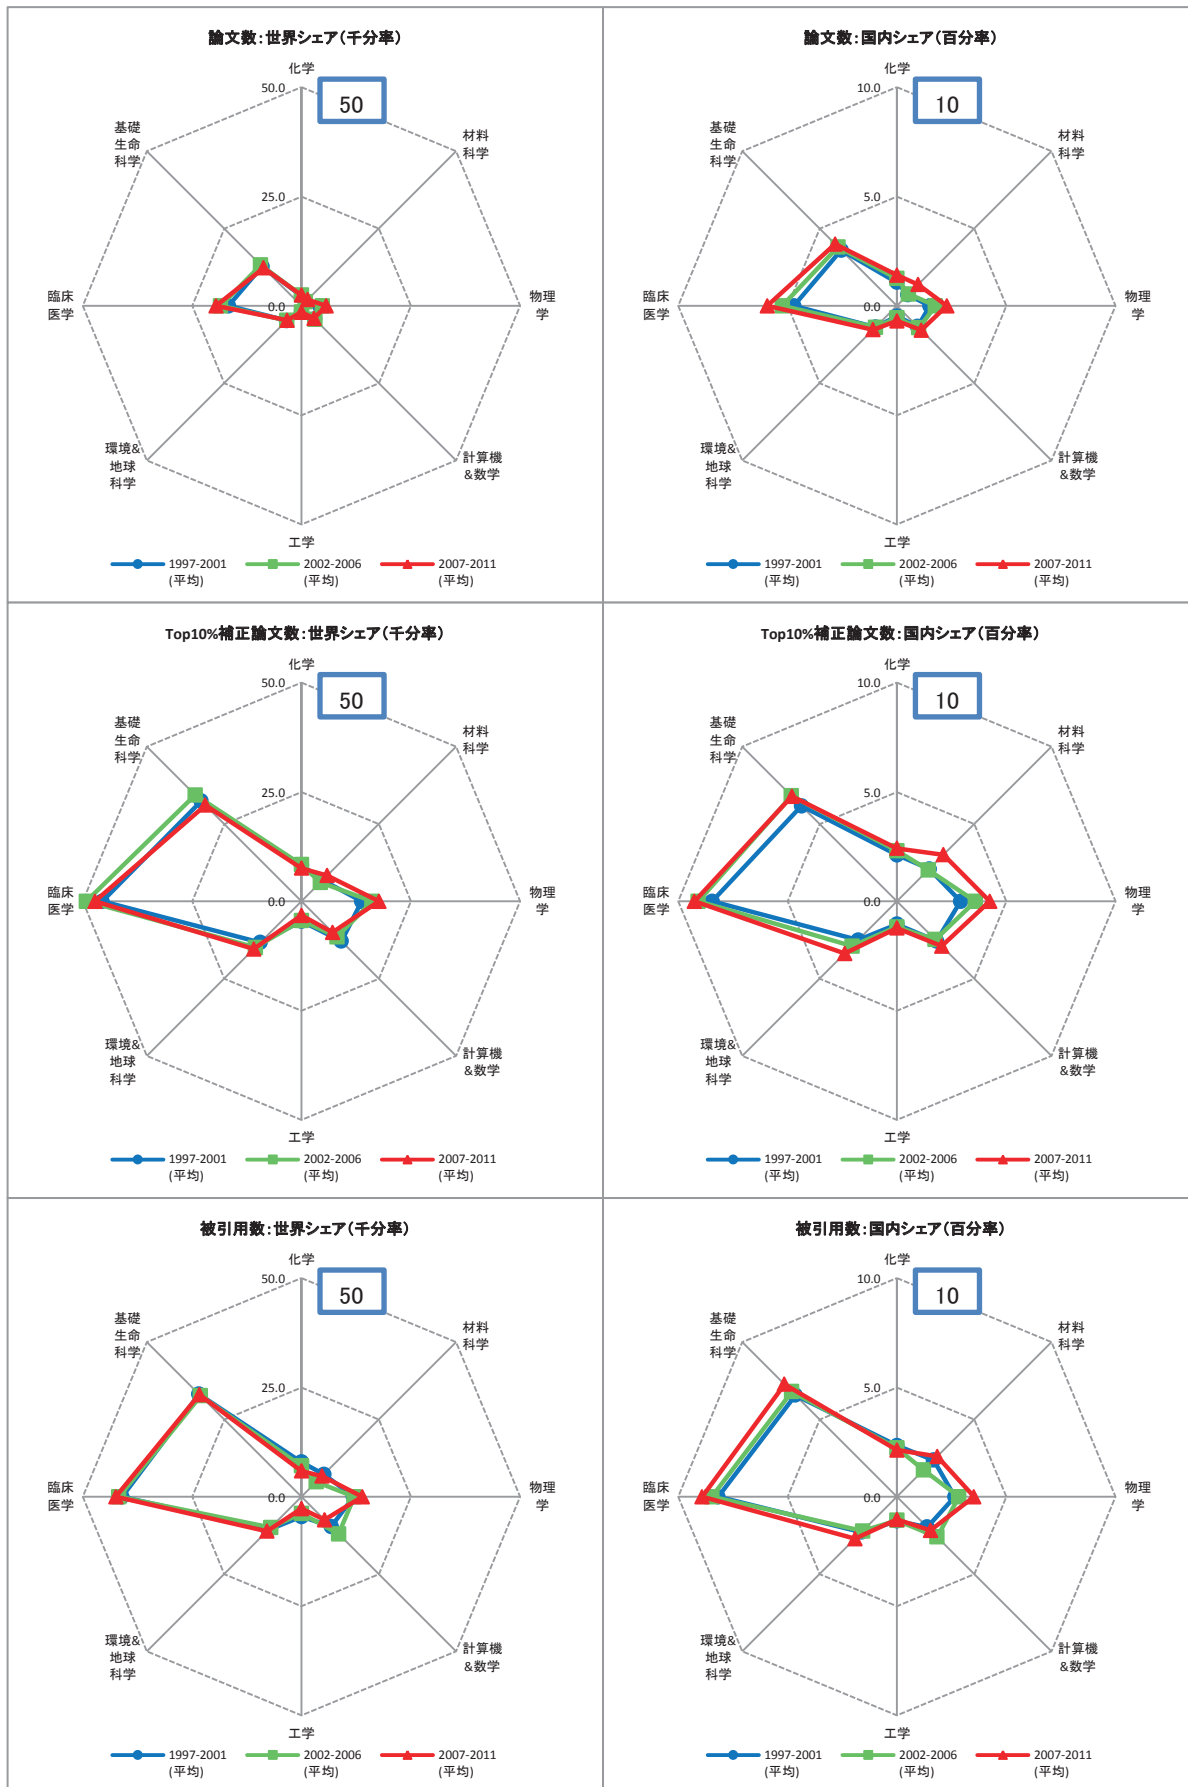 論文数:世界シェア(千分率)
化学
50.0
50
基礎
生命
科学
材料
科学
25.0
臨床
医学
0.0
物理
学
環境&
地球
科学
計算機
&数学
工学
1997-2001
(平均)
2002-2006
(平均)
2007-2011
(平均)
論文数:国内シェア(百分率)
化学
10.0
10
基礎
生命
科学
材料
科学
5.0
臨床
医学
0.0
物理
学
環境&
地球
科学
計算機
&数学
工学
1997-2001
(平均)
2002-2006
(平均)
2007-2011
(平均)
Top10%補正論文数:世界シェア(千分率)
化学
50.0
50
基礎
生命
科学
材料
科学
25.0
臨床
医学
0.0
物理
学
環境&
地球
科学
計算機
&数学
工学
1997-2001
(平均)
2002-2006
(平均)
2007-2011
(平均)
Top10%補正論文数:国内シェア(百分率)
化学
10.0
10
基礎
生命
科学
材料
科学
5.0
臨床
医学
0.0
物理
学
環境&
地球
科学
計算機
&数学
工学
1997-2001
(平均)
2002-2006
(平均)
2007-2011
(平均)
被引用数:世界シェア(千分率)
化学
50.0
50
基礎
生命
科学
材料
科学
25.0
臨床
医学
0.0
物理
学
環境&
地球
科学
計算機
&数学
工学
1997-2001
(平均)
2002-2006
(平均)
2007-2011
(平均)
被引用数:国内シェア(百分率)
化学
10.0
10
基礎
生命
科学
材料
科学
5.0
臨床
医学
0.0
物理
学
環境&
地球
科学
計算機
&数学
工学
1997-2001
(平均)
2002-2006
(平均)
2007-2011
(平均)